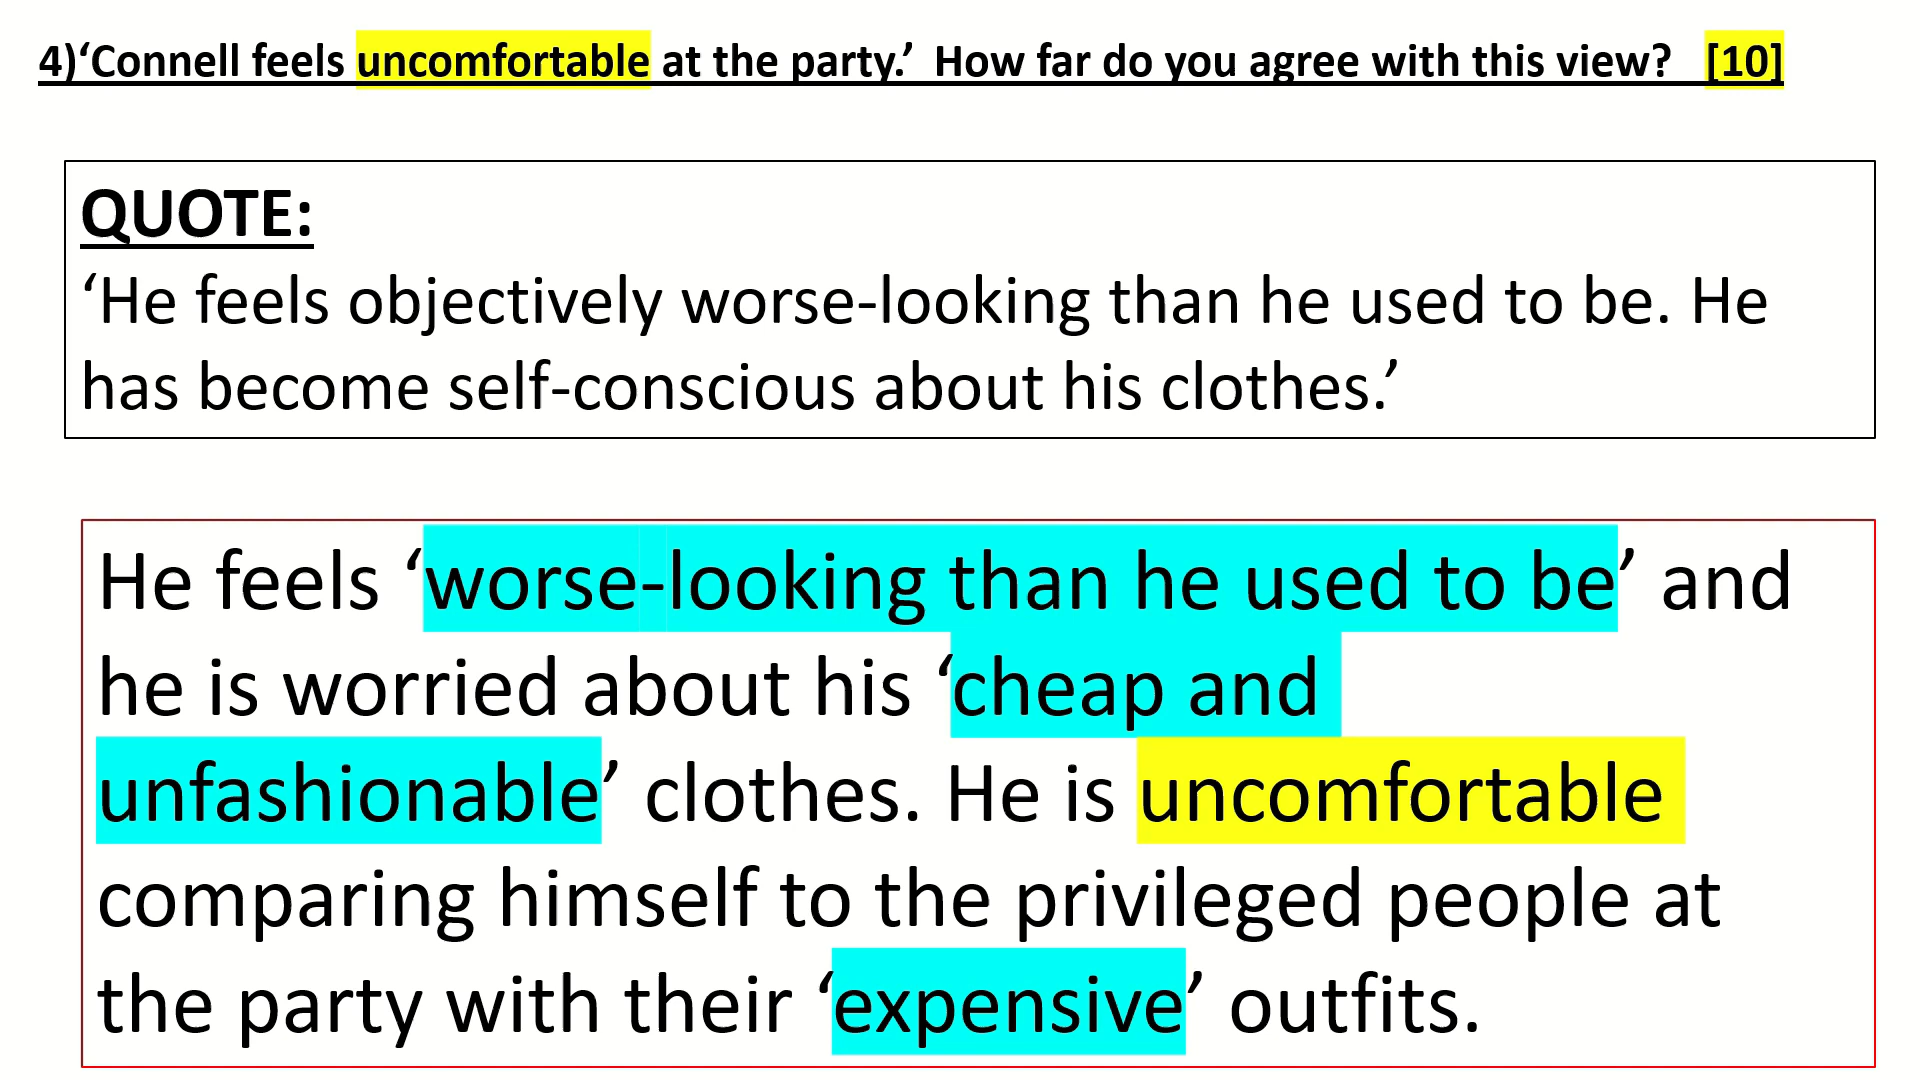 4)‘Connell feels uncomfortable at the party.’ How far do you agree with this view? [10]
QUOTE:
‘He feels objectively worse-looking than he used to be. He
has become self-conscious about his clothes.’
He feels ‘worse-looking than he used to be’ and
he is worried about his ‘cheap and
unfashionable’ clothes. He is uncomfortable
comparing himself to the privileged people at
the party with their ‘expensive’ outfits.